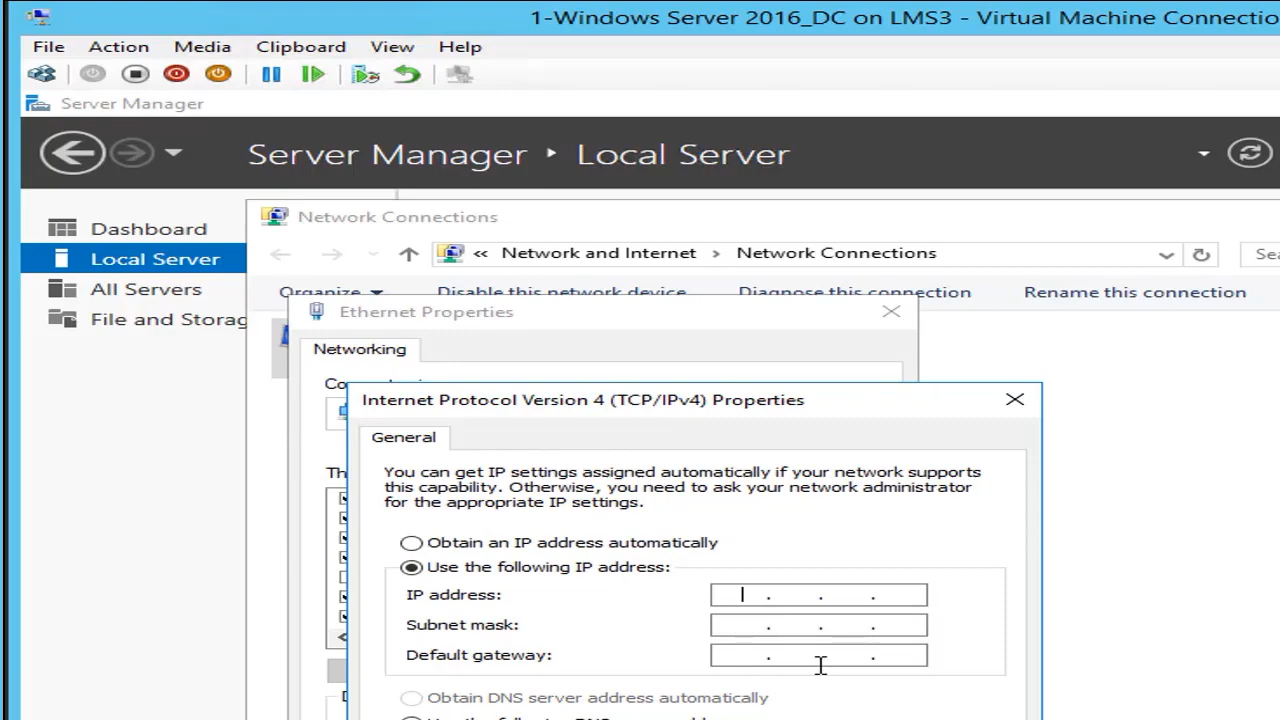 1-Windows Server 2016_DC on LMS3 - Virtual Machine Connectio
File Action Media Clipboard View Help
Server Manager
Server Manager ‣ Local Server
Dashboard
Local Server
All Servers
File and Storag
Network Connections
« Network and Internet > Network Connections
Sea
Organize Disable this network device Diagnose this connection Rename this connection
Ethernet Properties
Networking
Co
Th
Internet Protocol Version 4 (TCP/IPv4) Properties
General
You can get IP settings assigned automatically if your network supports
this capability. Otherwise, you need to ask your network administrator
for the appropriate IP settings.
Obtain an IP address automatically
Use the following IP address:
IP address: . . .
Subnet mask: . . .
Default gateway: . . .
Obtain DNS server address automatically